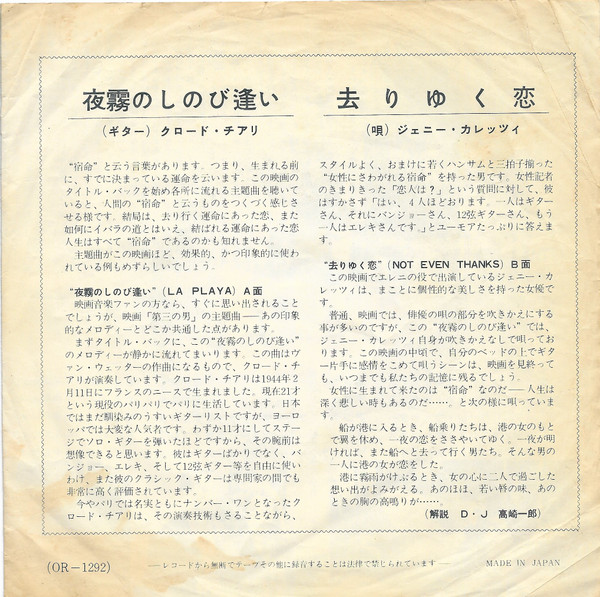 夜霧のしのび逢い
(ギター) クロード・チアリ
去りゆく恋
(唄) ジェニー・カレッツィ
“宿命”と云う言葉があります。つまり、生まれる前
に、すでに決まっている運命を云います。この映画の
タイトル・バックを始め各所に流れる主題曲を聴いて
いると、人間の“宿命”と云うものをつくづく感じさ
せる様です。結局は、去り行く運命にあった恋、また
如何にイバラの道とはいえ、結ばれる運命にあった恋
人生はすべて“宿命”であるのかも知れません。
主題曲がこの映画ほど、効果的、かつ印象的に使わ
れている例もめずらしいでしょう。
“夜霧のしのび逢い” (LA PLAYA) A面
映画音楽ファンの方なら、すぐに思い出されること
でしょうが、映画「第三の男」の主題曲――あの印象
的なメロディーとどこか共通した点があります。
まずタイトル・バックに、この“夜霧のしのび逢い”
のメロディーが静かに流れてまいります。この曲はヴ
ァン・ウェッターの作曲になるもので、クロード・チ
アリが演奏しています。クロード・チアリは1944年2
月11日にフランスのニースで生まれました。現在21才
という現役のバリバリでパリに生活しています。日本
ではまだ馴染みのうすいギターリストですが、ヨーロ
ッパでは大変な人気者です。わずか11才にしてステー
ジでソロ・ギターを弾いたほどですから、その腕前は
想像できると思います。彼はギターばかりでなく、バ
ンジョー、エレキ、そして12弦ギター等を自由に使い
わけ、また彼のクラシック・ギターは専門家の間でも
非常に高く評価されています。
今やパリでは名実ともにナンバー・ワンとなったク
ロード・チアリは、その演奏技術もさることながら、
スタイルよく、おまけに若くハンサムと三拍子揃った
“女性にさわがれる宿命”を持った男です。女性記者
のきまりきった「恋人は?」という質問に対して、彼
はすかさず「はい、4人ほどおります。一人はギター
さん、それにバンジョーさん、12弦ギターさん、もう
一人はエレキさんです。」とユーモアたっぷりに答えま
す。
“去りゆく恋” (NOT EVEN THANKS) B面
この映画でエレニの役で出演しているジェニー・カ
レッツィは、まことに個性的な美しさを持った女優で
す。
普通、映画では、俳優の唄の部分を吹きかえにする
事が多いのですが、この“夜霧のしのび逢い”では、
ジェニー・カレッツィ自身が吹きかえなしで唄ってお
ります。この映画の中頃で、自分のベッドの上でギタ
ー片手に感情をこめて唄うシーンは、映画を見終って
も、いつまでも私たちの記憶に残るでしょう。
女性に生まれて来たのは“宿命”なのだ――人生は
深く悲しい時もあるのだ……。と次の様に唄っていま
す。
船が港に入るとき、船乗りたちは、港の女のもと
で翼を休め、一夜の恋をささやいてゆく。一夜が明
ければ、また船へと去って行く男たち。そんな男の
一人に港の女が恋をした。
港に霧雨がけぶるとき、女の心に二人で過ごした
想い出がよみがえる。あのほほ、若い唇の味、あの
ときの胸の高鳴りが……。
(解説 D・J 高崎一郎)
(OR−1292)
――レコードから無断でテープその他に録音することは法律で禁じられています――
MADE IN JAPAN